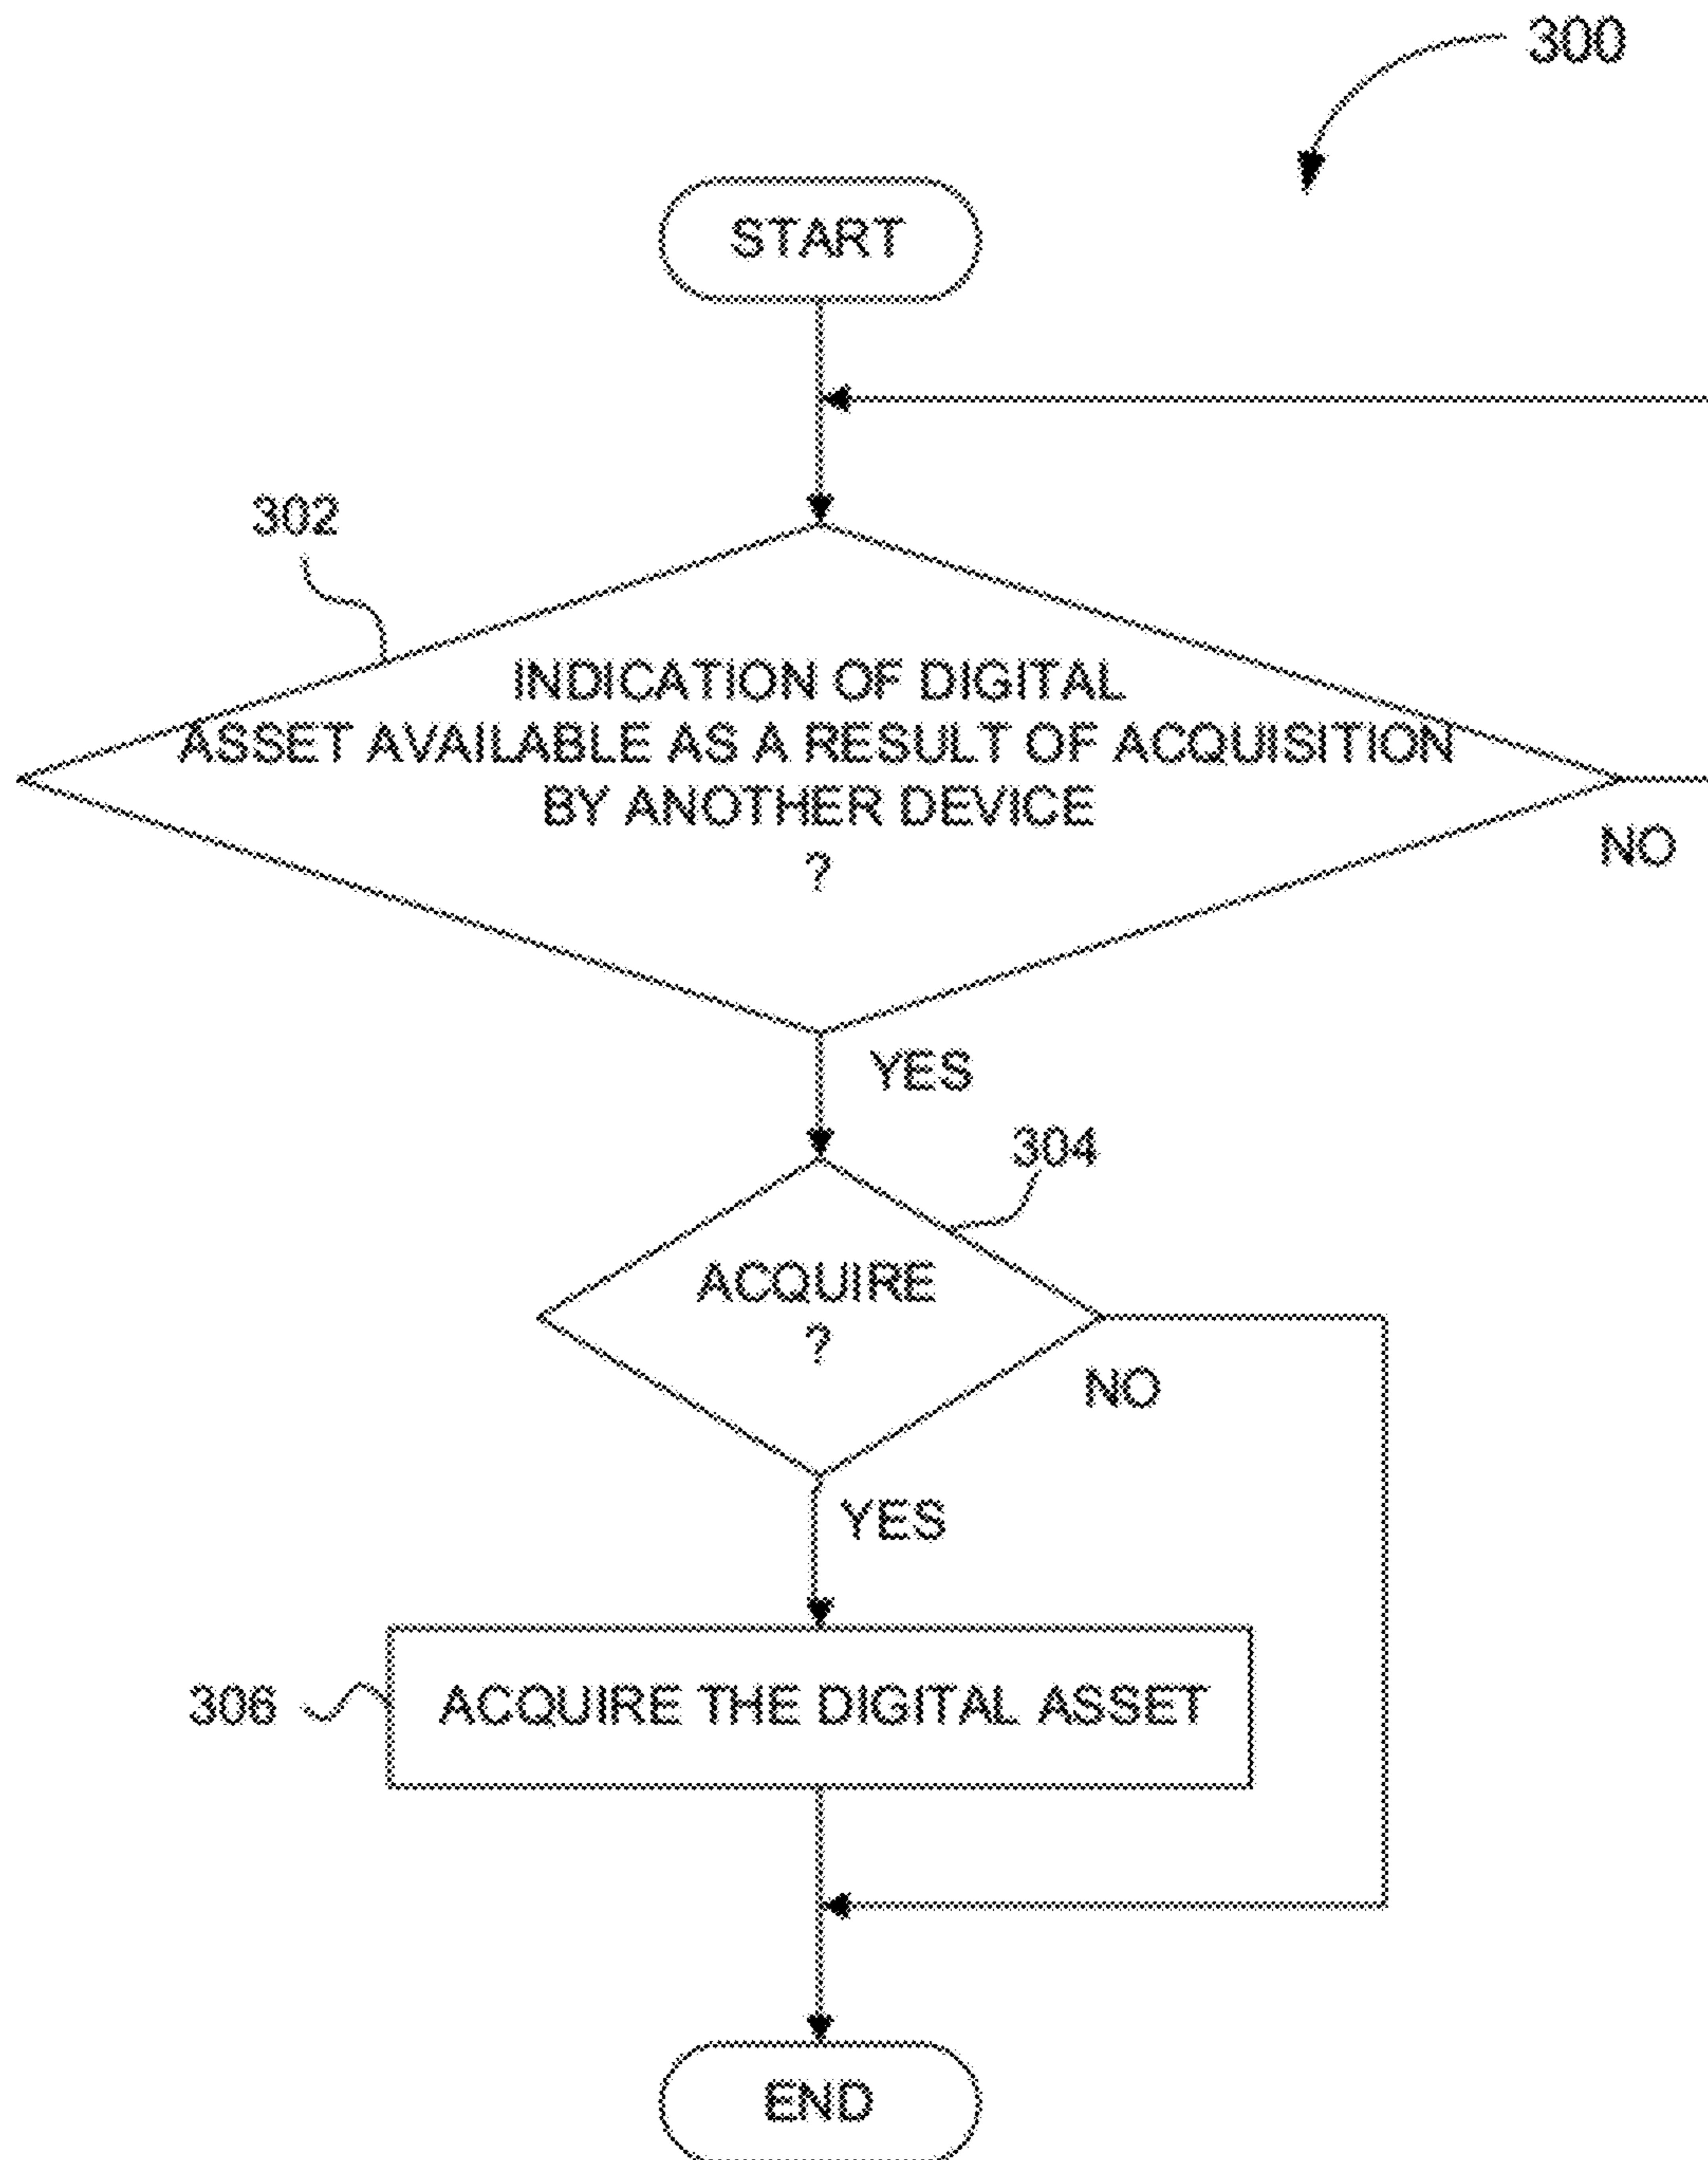 300
START
302
INDICATION OF DIGITAL
ASSET AVAILABLE AS A RESULT OF ACQUISITION
BY ANOTHER DEVICE
?
NO
YES
304
ACQUIRE
?
NO
YES
306
ACQUIRE THE DIGITAL ASSET
END